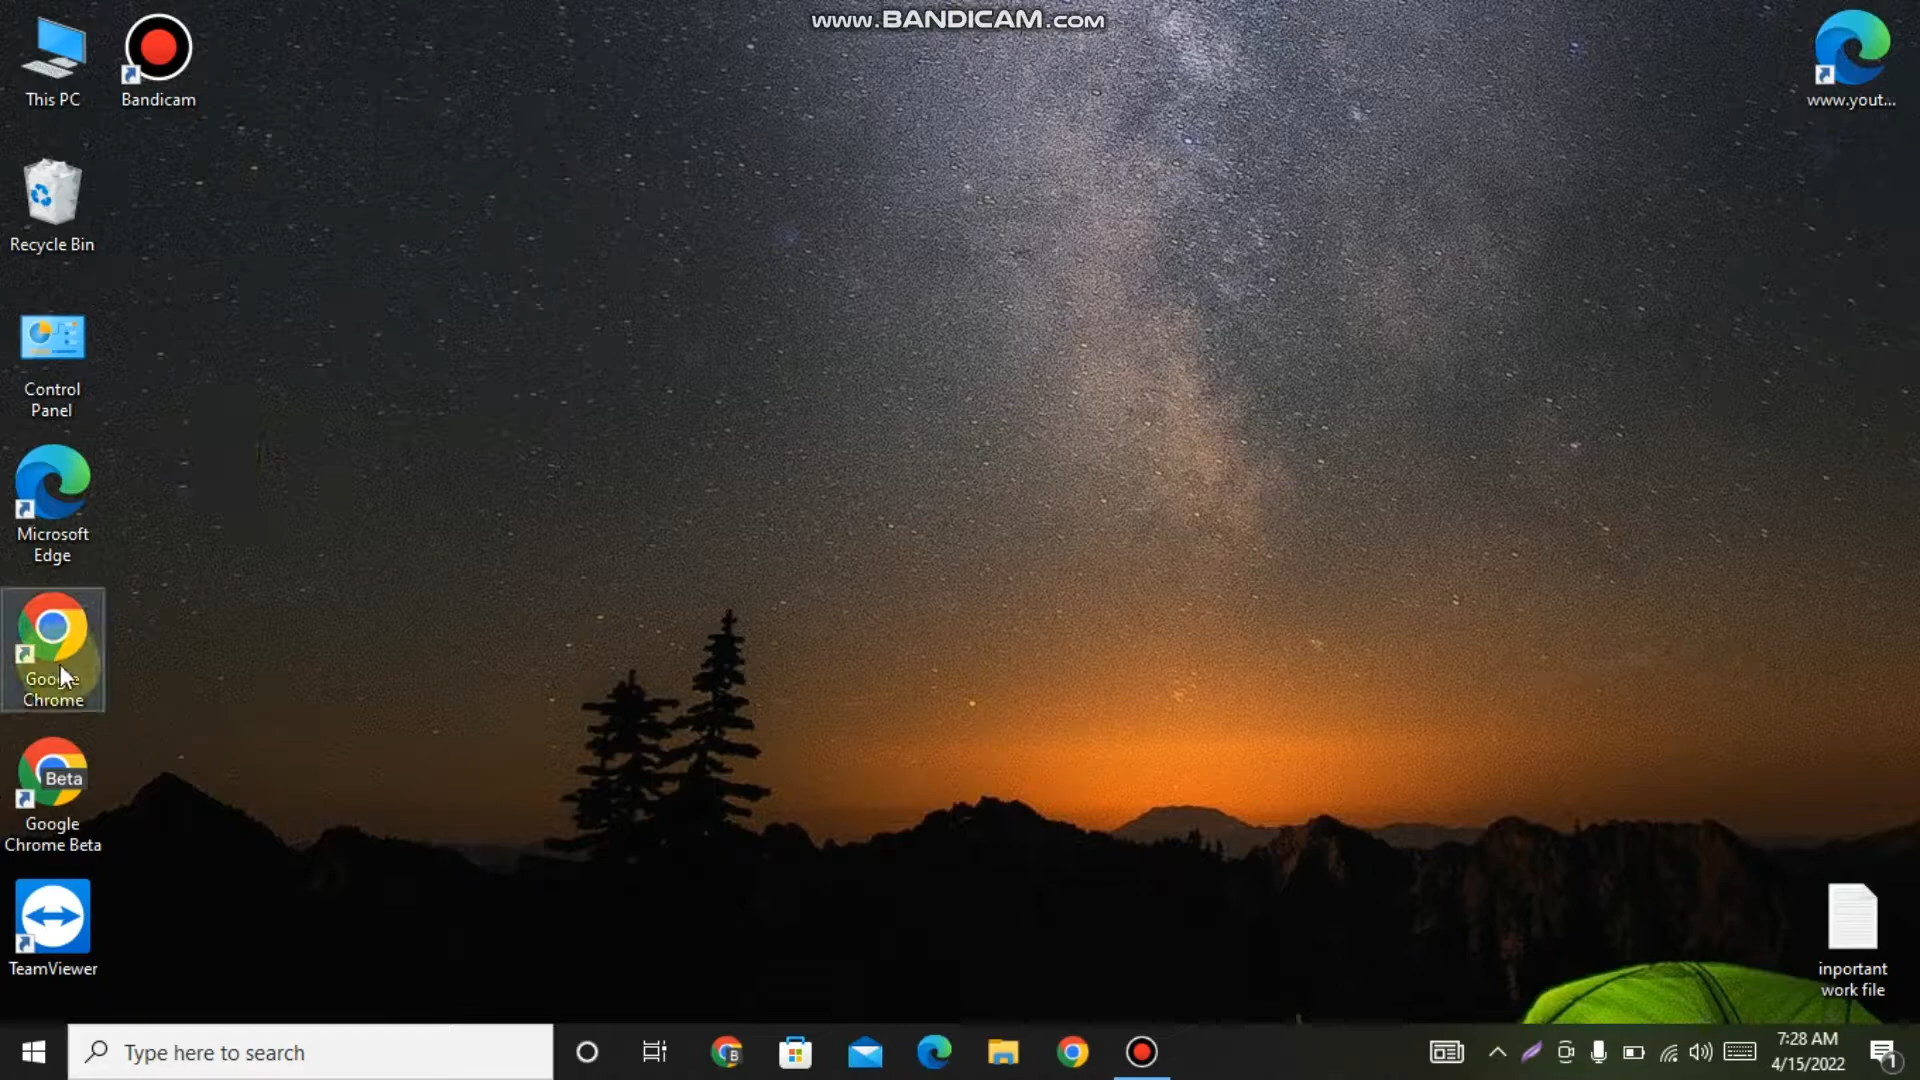 www.BANDICAM.com
This PC
Bandicam
www.yout...
Recycle Bin
Control
Panel
Microsoft
Edge
Google
Chrome
Beta
Google
Chrome Beta
TeamViewer
inportant
work file
Type here to search
B
7:28 AM
4/15/2022
1